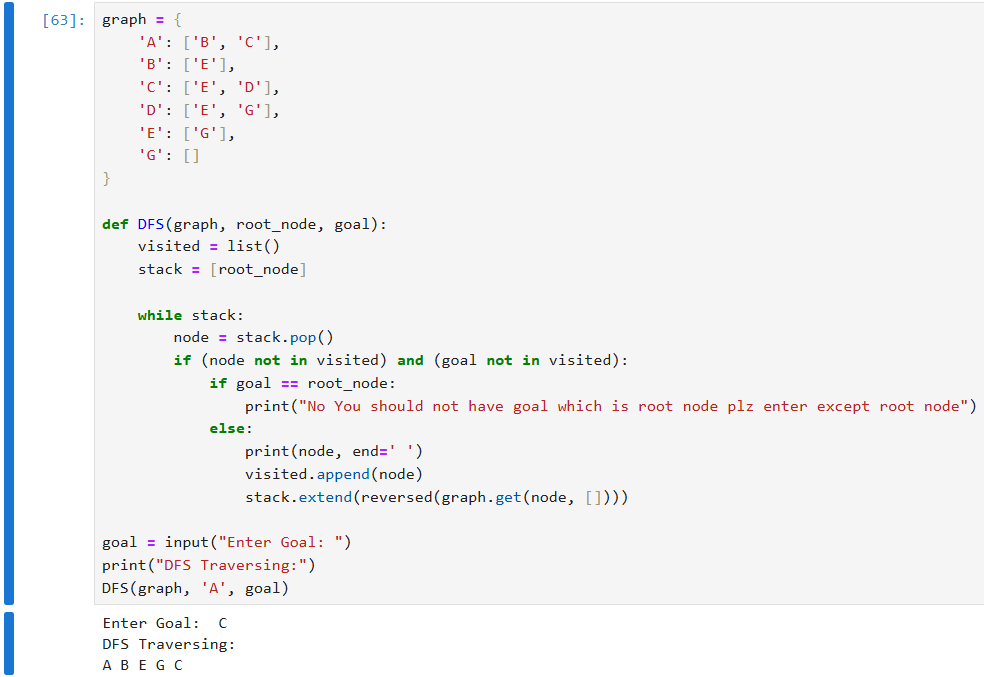 [63]: graph = {
    'A': ['B', 'C'],
    'B': ['E'],
    'C': ['E', 'D'],
    'D': ['E', 'G'],
    'E': ['G'],
    'G': []
}
def DFS(graph, root_node, goal):
    visited = list()
    stack = [root_node]
    while stack:
        node = stack.pop()
        if (node not in visited) and (goal not in visited):
            if goal == root_node:
                print("No You should not have goal which is root node plz enter except root node")
            else:
                print(node, end=' ')
                visited.append(node)
                stack.extend(reversed(graph.get(node, [])))
goal = input("Enter Goal: ")
print("DFS Traversing:")
DFS(graph, 'A', goal)
Enter Goal:  C
DFS Traversing:
A B E G C